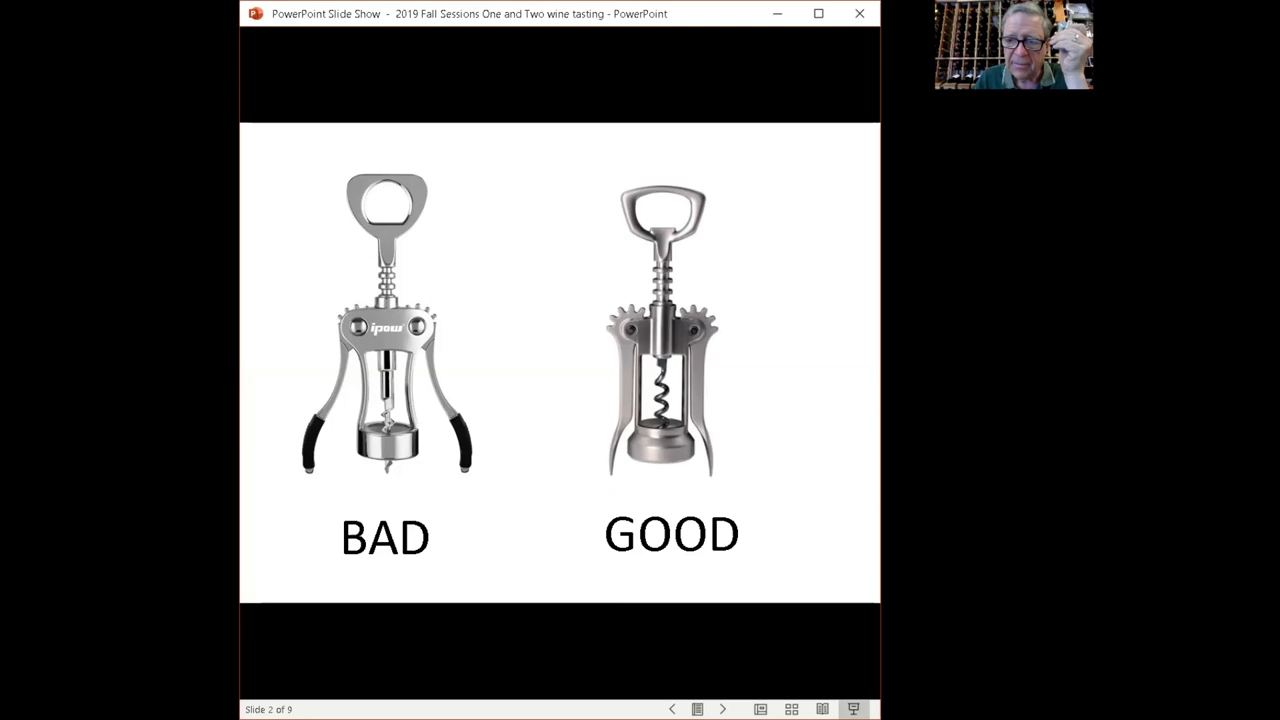 PowerPoint Slide Show - 2019 Fall Sessions One and Two wine tasting - PowerPoint
ipow
BAD
GOOD
Slide 2 of 9